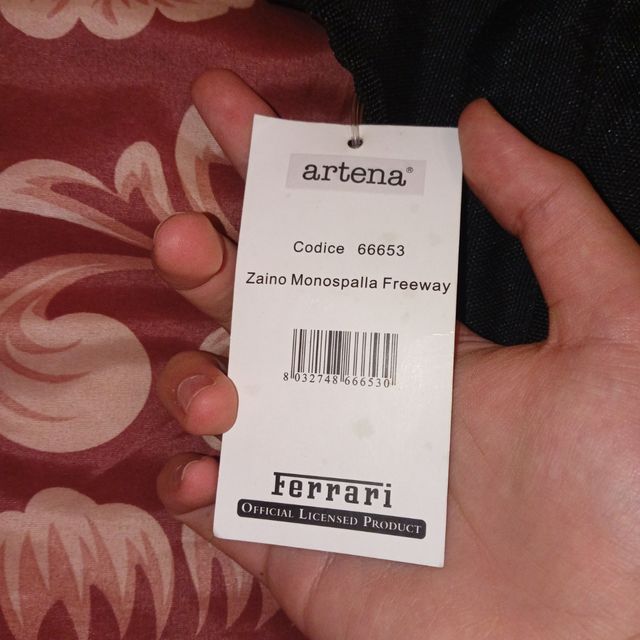 artena®
Codice 66653
Zaino Monospalla Freeway
8 032748 666530
Ferrari
OFFICIAL LICENSED PRODUCT